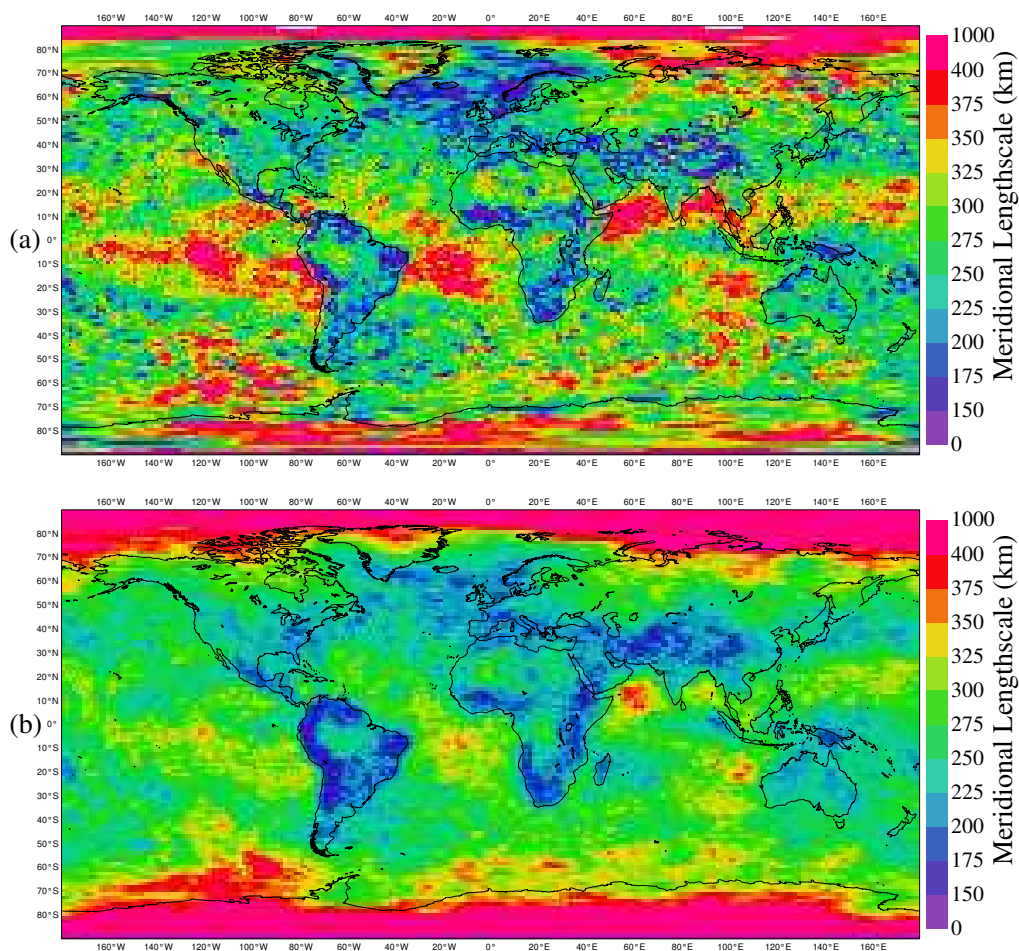 160°W 140°W 120°W 100°W 80°W 60°W 40°W 20°W 0° 20°E 40°E 60°E 80°E 100°E 120°E 140°E 160°E
80°N
70°N
60°N
50°N
40°N
30°N
20°N
10°N
0°
10°S
20°S
30°S
40°S
50°S
60°S
70°S
80°S
(a)
160°W 140°W 120°W 100°W 80°W 60°W 40°W 20°W 0° 20°E 40°E 60°E 80°E 100°E 120°E 140°E 160°E
1000
400
375
350
325
300
275
250
225
200
175
150
0
Meridional Lengthscale (km)
160°W 140°W 120°W 100°W 80°W 60°W 40°W 20°W 0° 20°E 40°E 60°E 80°E 100°E 120°E 140°E 160°E
80°N
70°N
60°N
50°N
40°N
30°N
20°N
10°N
0°
10°S
20°S
30°S
40°S
50°S
60°S
70°S
80°S
(b)
160°W 140°W 120°W 100°W 80°W 60°W 40°W 20°W 0° 20°E 40°E 60°E 80°E 100°E 120°E 140°E 160°E
1000
400
375
350
325
300
275
250
225
200
175
150
0
Meridional Lengthscale (km)